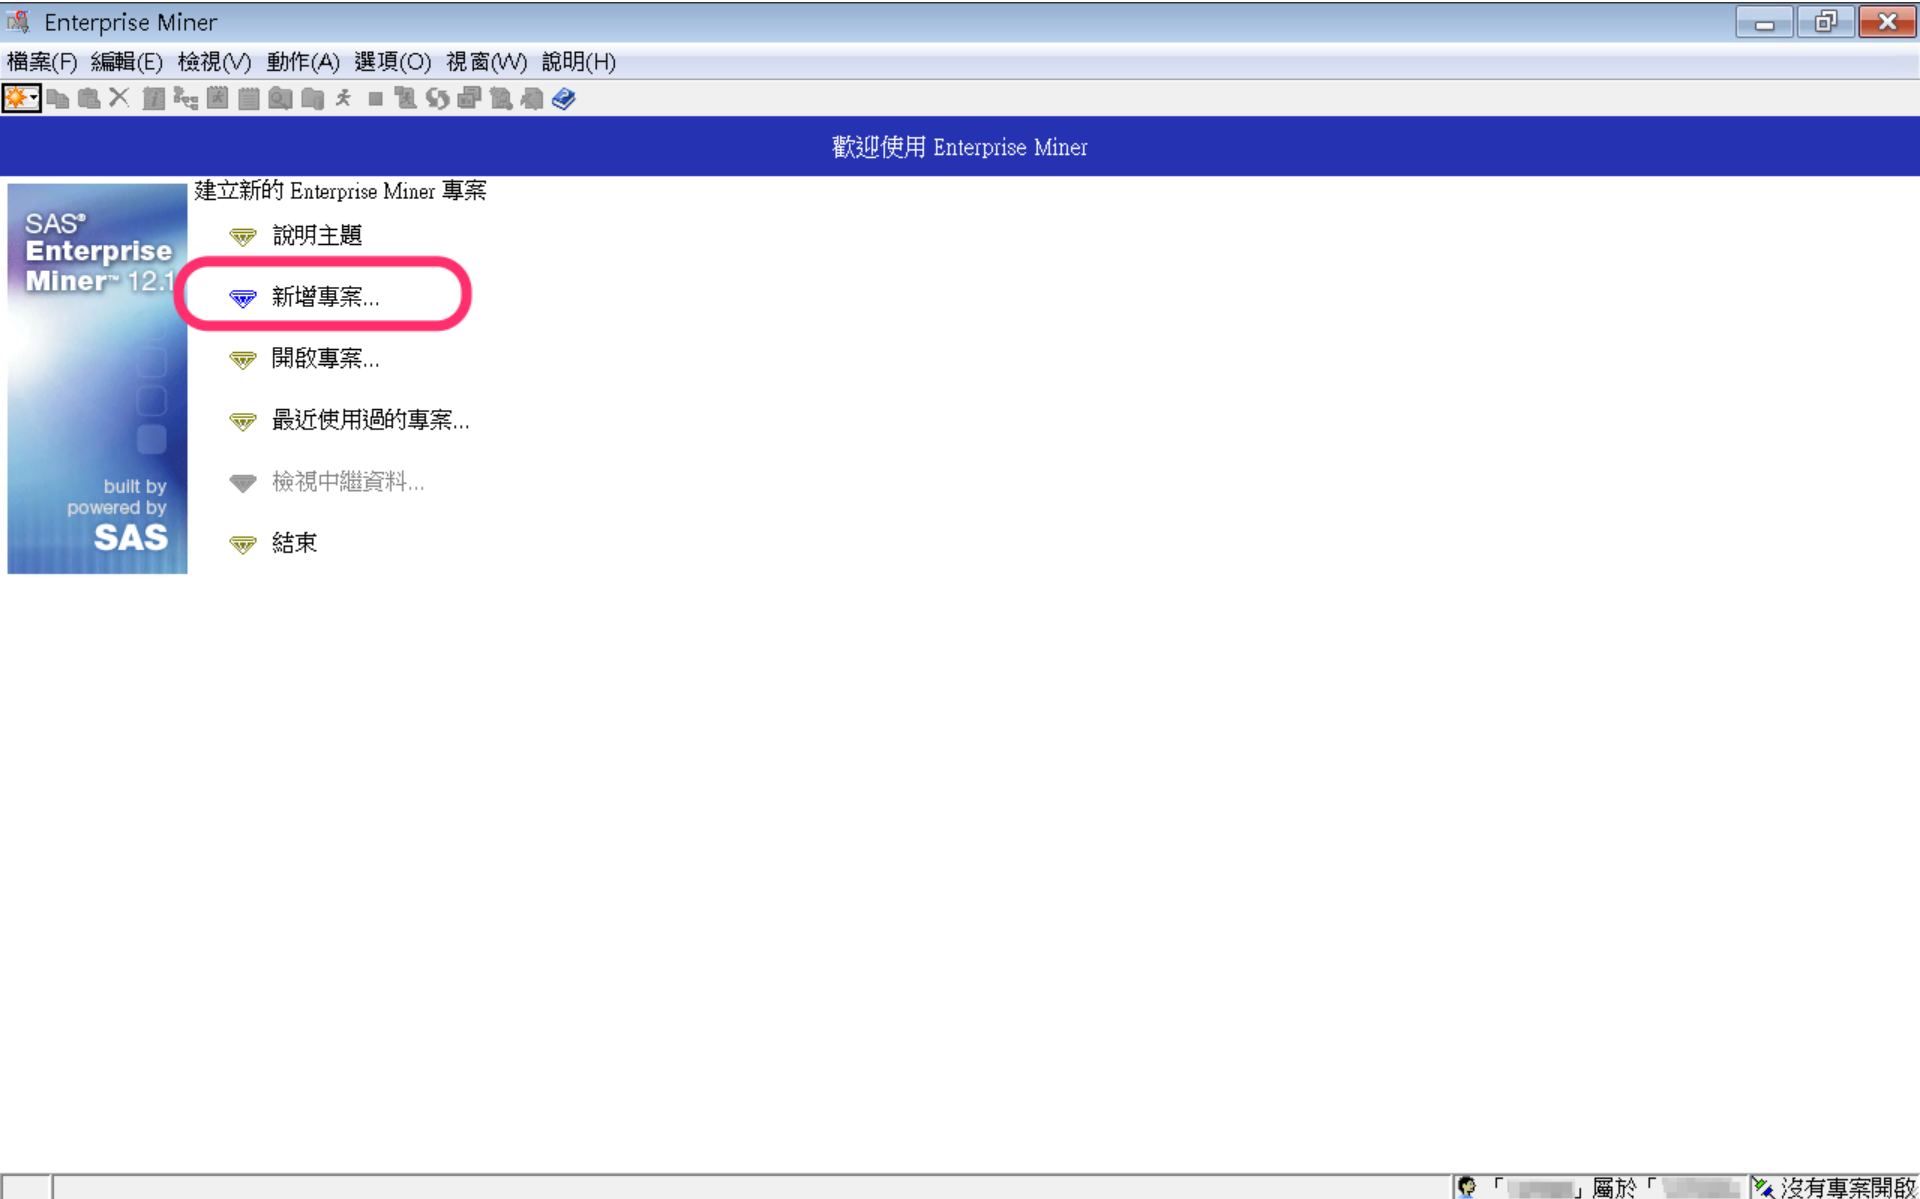 Enterprise Miner
檔案(F) 編輯(E) 檢視(V) 動作(A) 選項(O) 視窗(W) 說明(H)
歡迎使用 Enterprise Miner
建立新的 Enterprise Miner 專案
SAS®
Enterprise
Miner™ 12.1
built by
powered by
SAS
說明主題
新增專案...
開啟專案...
最近使用過的專案...
檢視中繼資料...
結束
「」屬於「
沒有專案開啟